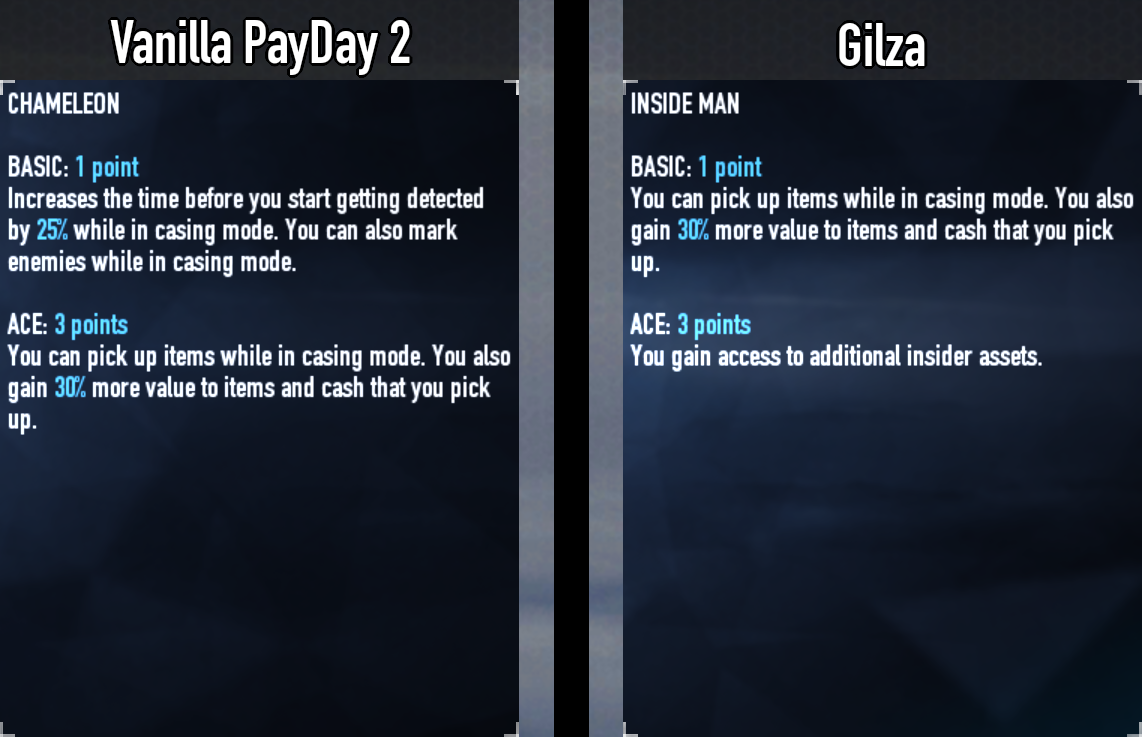 Vanilla PayDay 2
CHAMELEON
BASIC: 1 point
Increases the time before you start getting detected
by 25% while in casing mode. You can also mark
enemies while in casing mode.
ACE: 3 points
You can pick up items while in casing mode. You also
gain 30% more value to items and cash that you pick
up.
Gilza
INSIDE MAN
BASIC: 1 point
You can pick up items while in casing mode. You also
gain 30% more value to items and cash that you pick
up.
ACE: 3 points
You gain access to additional insider assets.